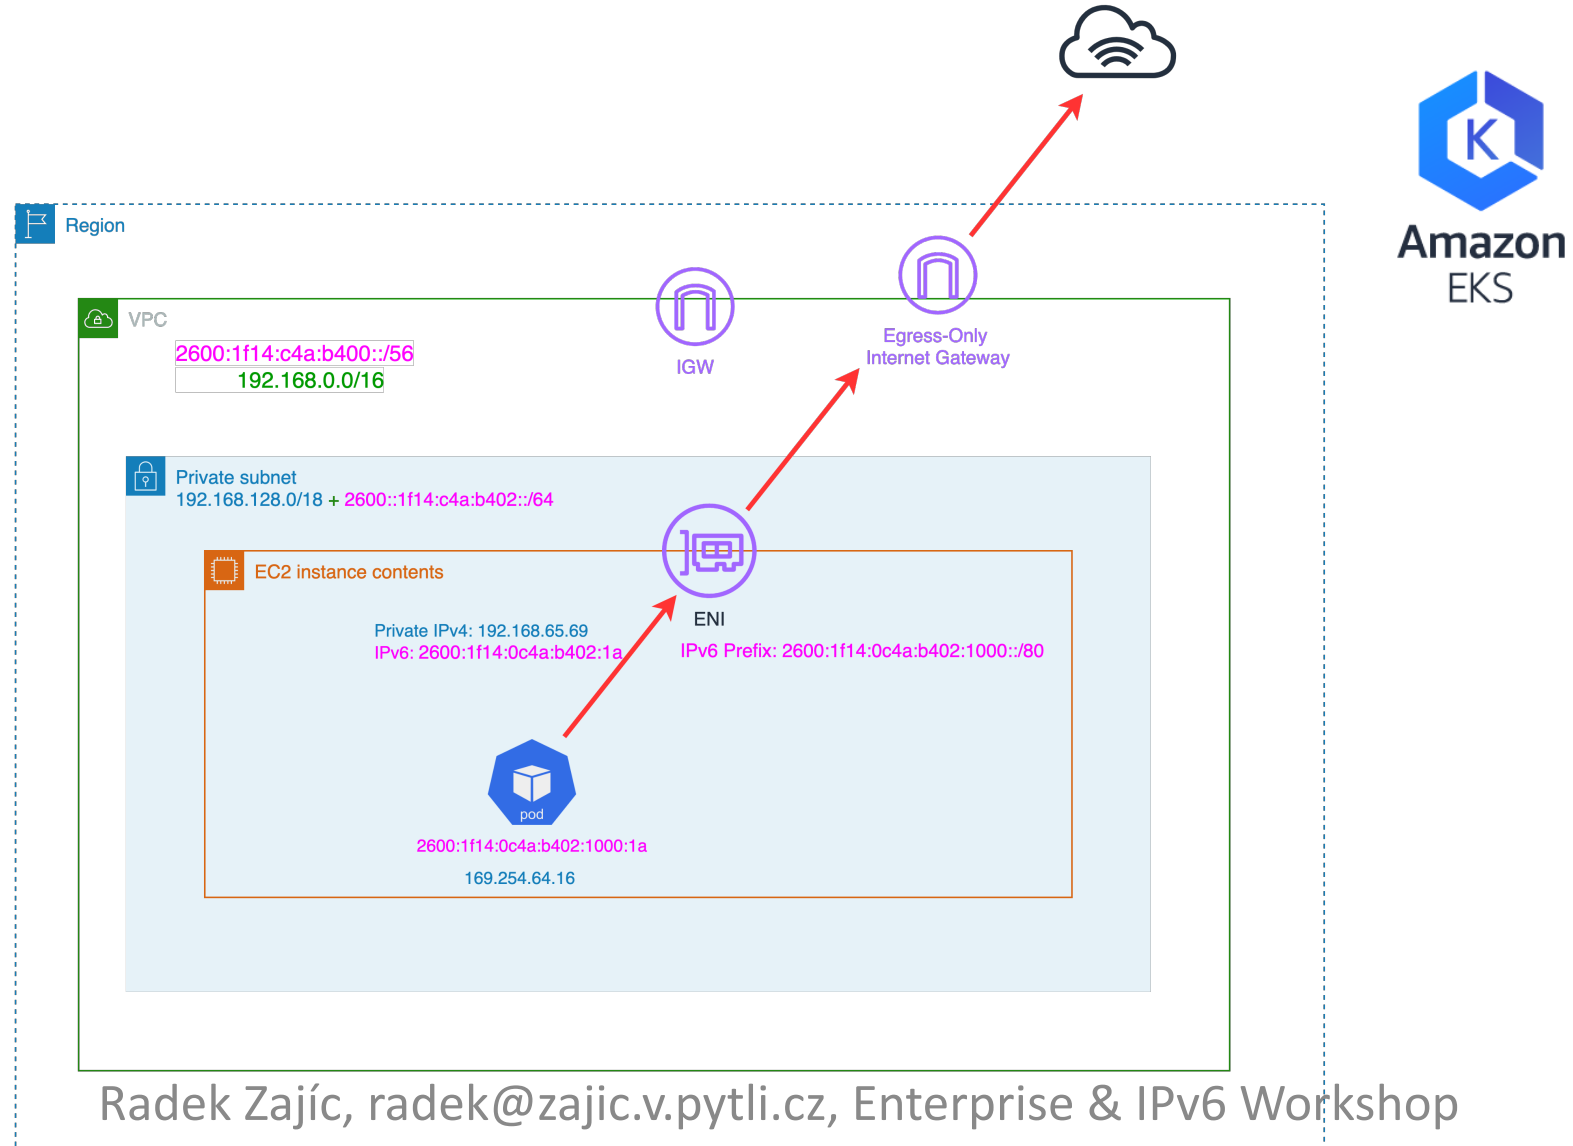 K
Amazon
EKS
Region
VPC
2600:1f14:c4a:b400::/56
192.168.0.0/16
IGW
Egress-Only
Internet Gateway
Private subnet
192.168.128.0/18 + 2600::1f14:c4a:b402::/64
EC2 instance contents
ENI
Private IPv4: 192.168.65.69
IPv6: 2600:1f14:0c4a:b402:1a
IPv6 Prefix: 2600:1f14:0c4a:b402:1000::/80
pod
2600:1f14:0c4a:b402:1000:1a
169.254.64.16
Radek Zajíc, radek@zajic.v.pytli.cz, Enterprise & IPv6 Workshop